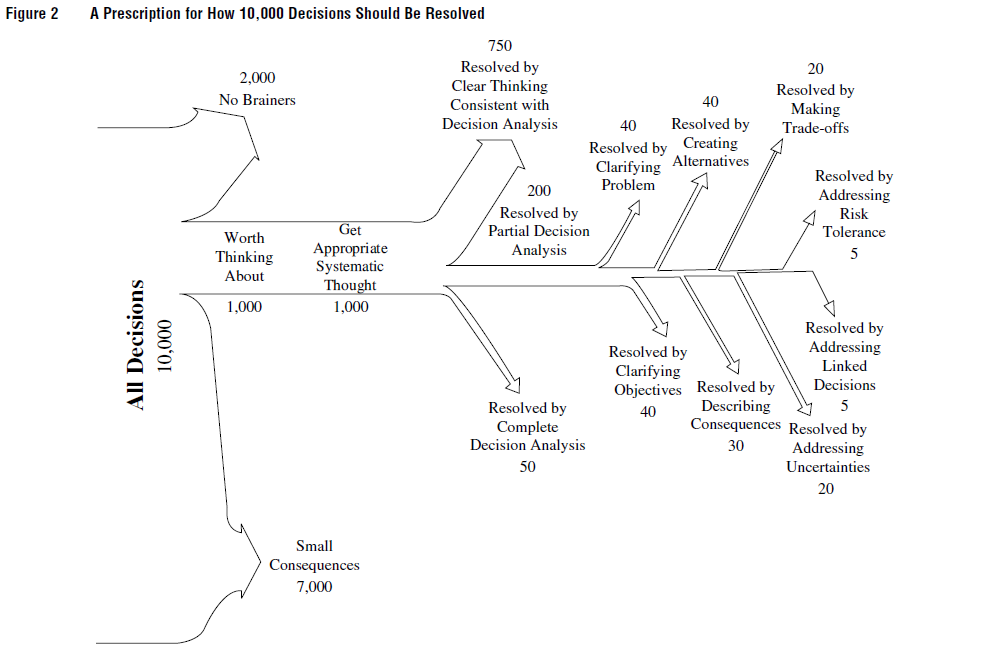 Figure 2 A Prescription for How 10,000 Decisions Should Be Resolved
2,000
No Brainers
750
Resolved by
Clear Thinking
Consistent with
Decision Analysis
200
Resolved by
Partial Decision
Analysis
40
Resolved by
Clarifying
Problem
40
Resolved by
Creating
Alternatives
20
Resolved by
Making
Trade-offs
Resolved by
Addressing
Risk
Tolerance
5
Worth
Thinking
About
1,000
Get
Appropriate
Systematic
Thought
1,000
All Decisions
10,000
Resolved by
Complete
Decision Analysis
50
Resolved by
Clarifying
Objectives
40
Resolved by
Describing
Consequences
30
Resolved by
Addressing
Linked
Decisions
5
Resolved by
Addressing
Uncertainties
20
Small
Consequences
7,000